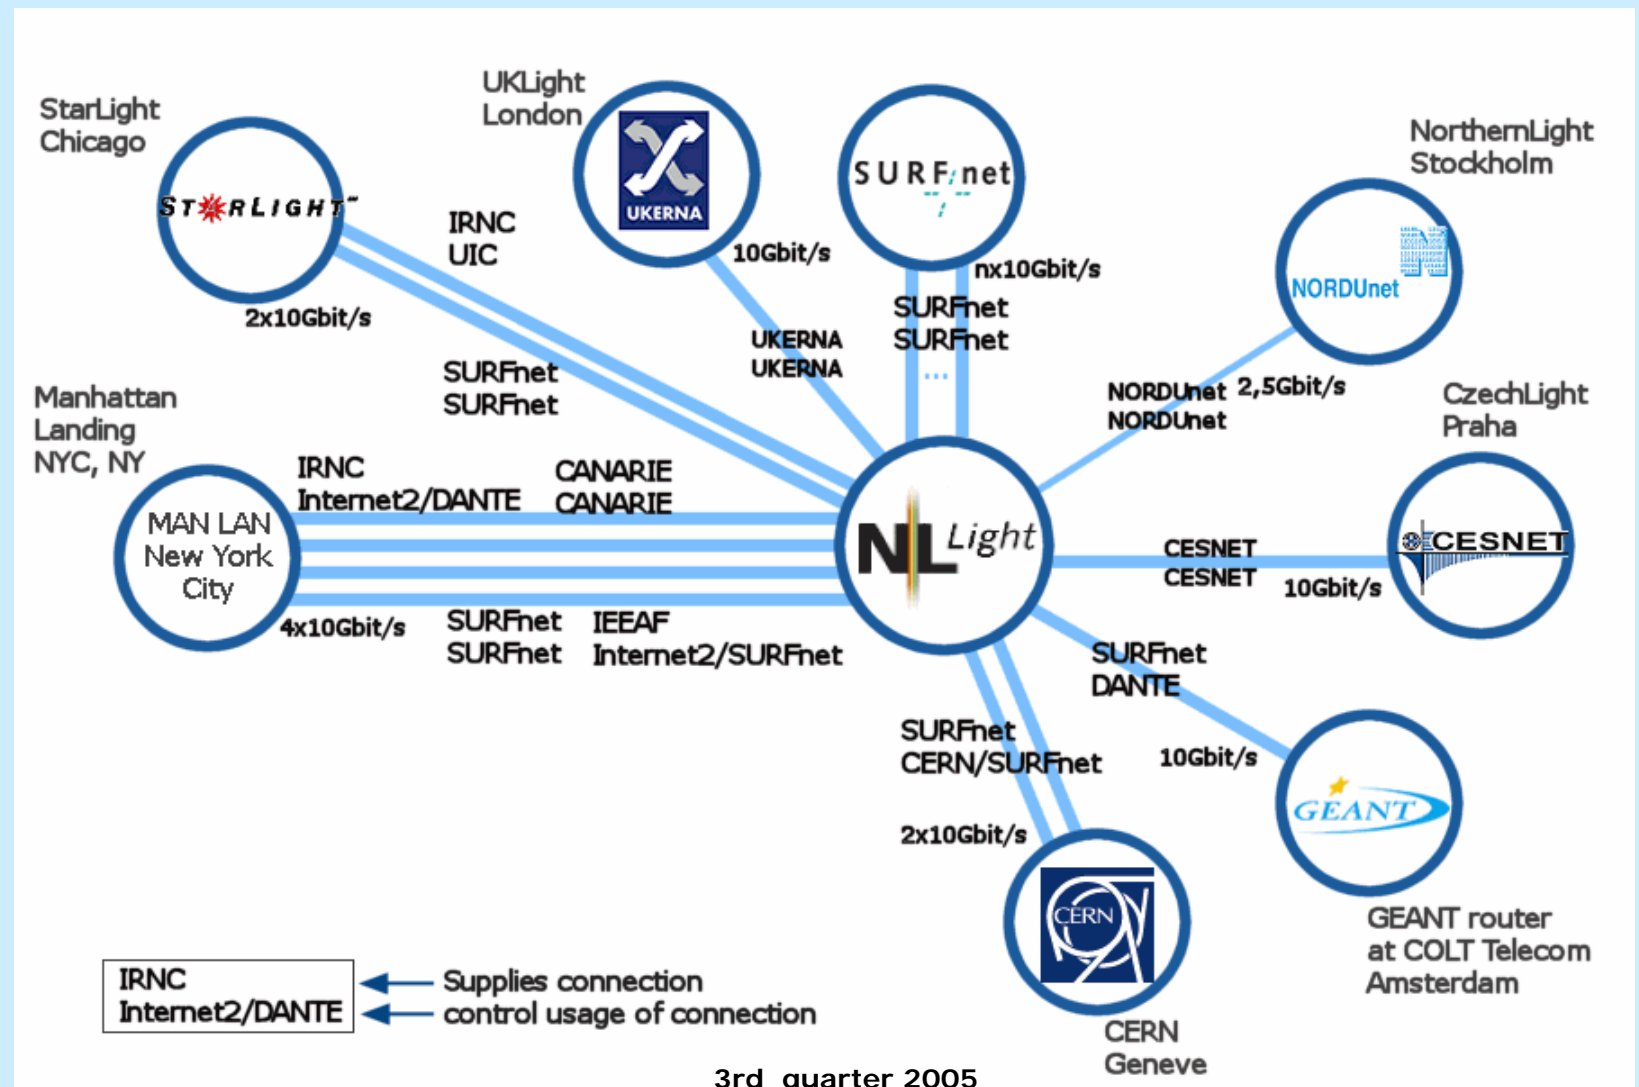 StarLight
Chicago
STARLIGHT™
2x10Gbit/s
IRNC
UIC
SURFnet
SURFnet
UKLight
London
UKERNA
10Gbit/s
UKERNA
UKERNA
SURFnet
nx10Gbit/s
SURFnet
SURFnet
...
NorthernLight
Stockholm
N
NORDUnet
NORDUnet
NORDUnet
2,5Gbit/s
CzechLight
Praha
CESNET
CESNET
CESNET
10Gbit/s
Manhattan
Landing
NYC, NY
MAN LAN
New York
City
4x10Gbit/s
IRNC
Internet2/DANTE
CANARIE
CANARIE
SURFnet
SURFnet
IEEAF
Internet2/SURFnet
NL Light
SURFnet
DANTE
10Gbit/s
GEANT
GEANT router
at COLT Telecom
Amsterdam
SURFnet
CERN/SURFnet
2x10Gbit/s
CERN
CERN
Geneve
IRNC
Internet2/DANTE
Supplies connection
control usage of connection
3rd quarter 2005